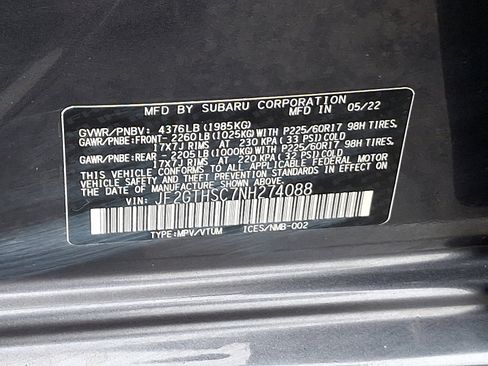 MFD BY SUBARU CORPORATION
MFD IN 05/22
GVWR/PNBV: 4376LB (1985KG)
GAWR/PNBE:FRONT- 2260LB(1025KG)WITH P225/60R17 98H TIRES,
17X7J RIMS AT 230 KPA(33 PSI)COLD
GAWR/PNBE:REAR - 2205LB(1000KG)WITH P225/60R17 98H TIRES,
17X7J RIMS AT 220 KPA(32 PSI)COLD
THIS VEHICLE CONFORMS TO ALL APPLICABLE FEDERAL MOTOR
VEHICLE SAFETY AND THEFT PREVENTION STANDARDS IN EFFECT
ON THE DATE OF MANUFACTURE SHOWN ABOVE.
VIN: JF2GTHSC7NH274088
TYPE:MPV/VTUM ICES/NMB-002